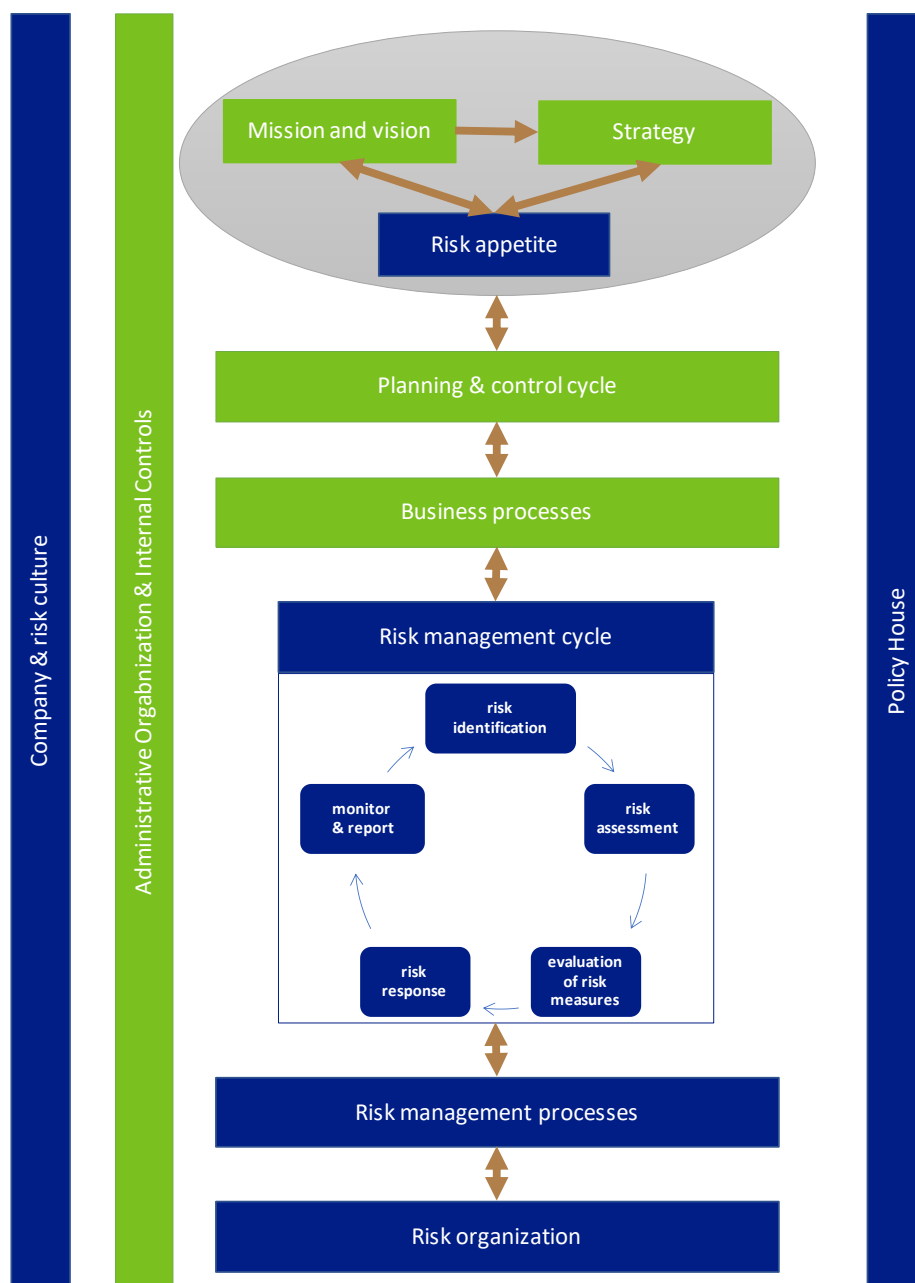 Mission and vision
Strategy
Risk appetite
Planning & control cycle
Business processes
Risk management cycle
risk
identification
risk
assessment
evaluation
of risk
measures
risk
response
monitor
& report
Risk management processes
Risk organization
Company & risk culture
Administrative Orgabnization & Internal Controls
Policy House